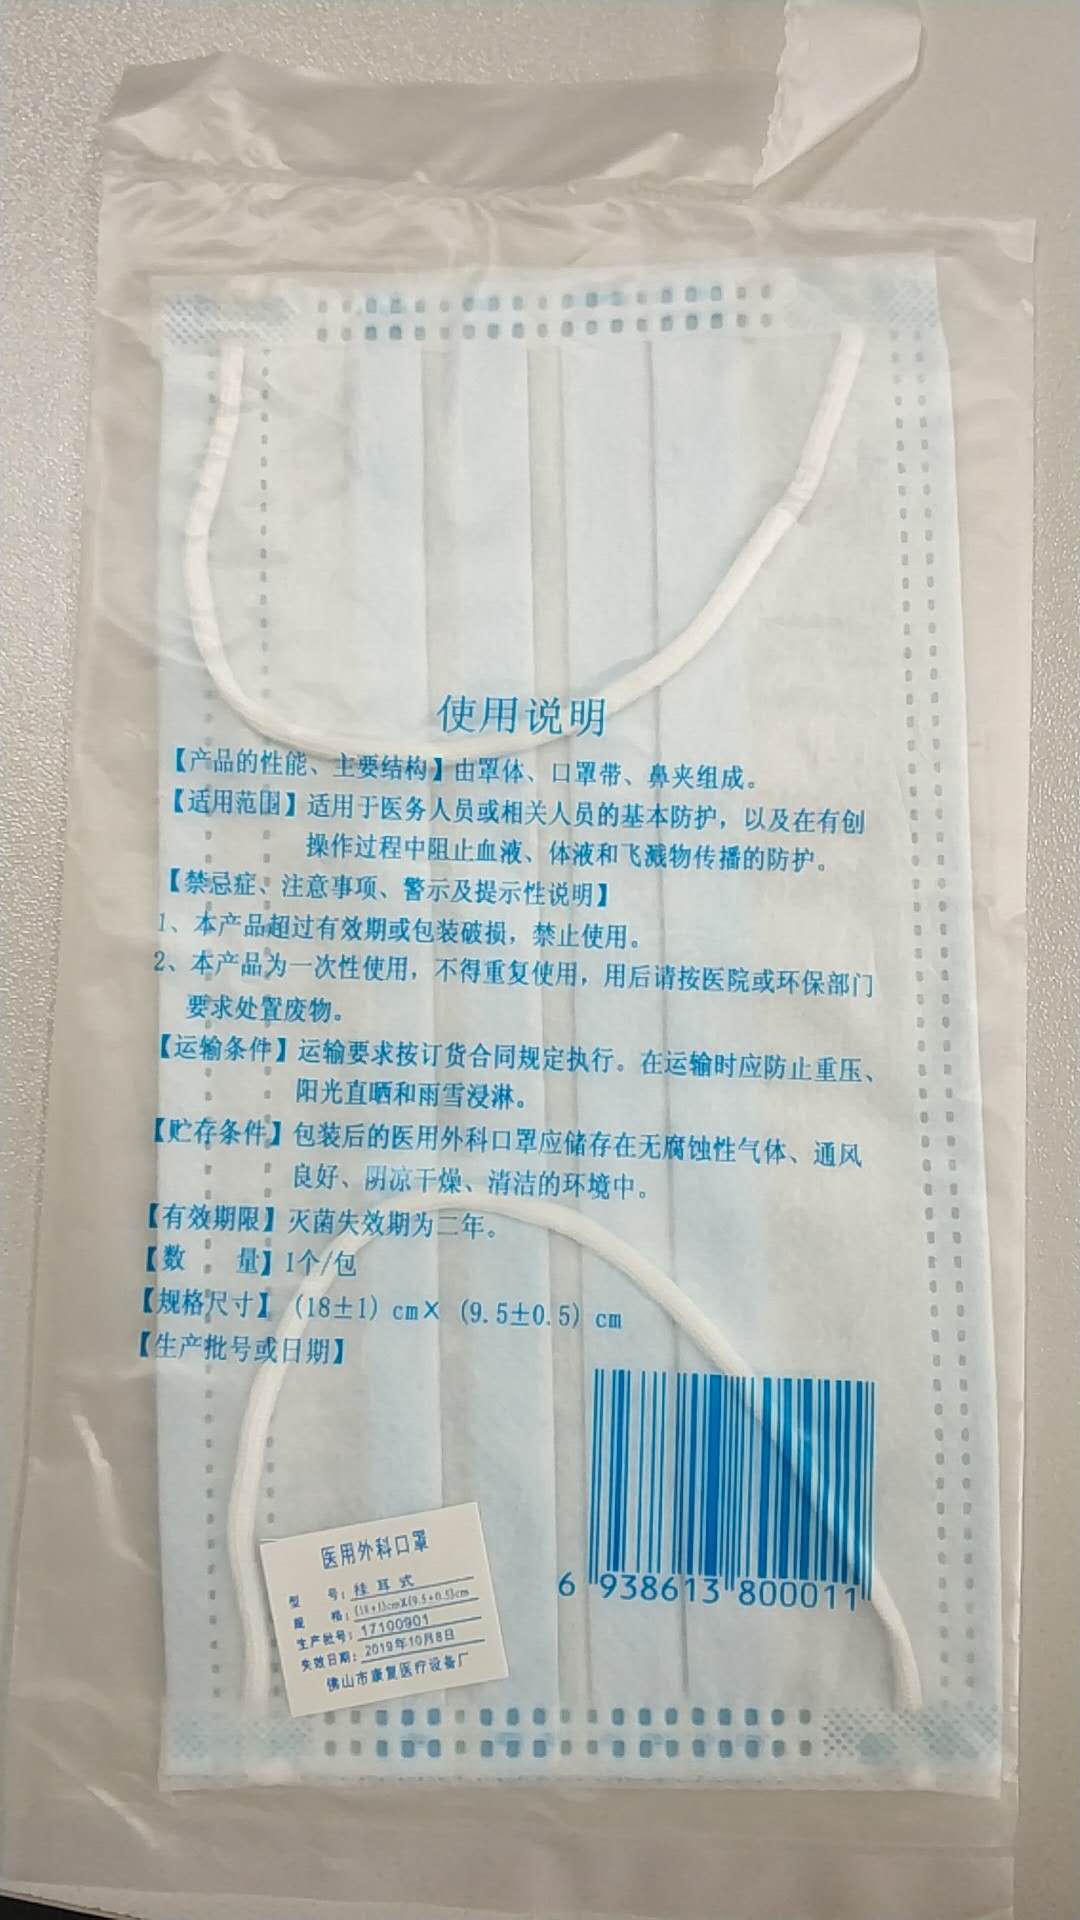 使用说明
【产品的性能、主要结构】由罩体、口罩带、鼻夹组成。
【适用范围】适用于医务人员或相关人员的基本防护，以及在有创
操作过程中阻止血液、体液和飞溅物传播的防护。
【禁忌症、注意事项、警示及提示性说明】
1、本产品超过有效期或包装破损，禁止使用。
2、本产品为一次性使用，不得重复使用，用后请按医院或环保部门
要求处置废物。
【运输条件】运输要求按订货合同规定执行。在运输时应防止重压、
阳光直晒和雨雪浸淋。
【贮存条件】包装后的医用外科口罩应储存在无腐蚀性气体、通风
良好、阴凉干燥、清洁的环境中。
【有效期限】灭菌失效期为二年。
【数 量】1个/包
【规格尺寸】(18±1) cm× (9.5±0.5) cm
【生产批号或日期】
6 938613 800011
医用外科口罩
型 号：挂耳式
规 格：(18±1)cm×(9.5±0.5)cm
生产批号：17100901
失效日期：2019年10月8日
佛山市康复医疗设备厂